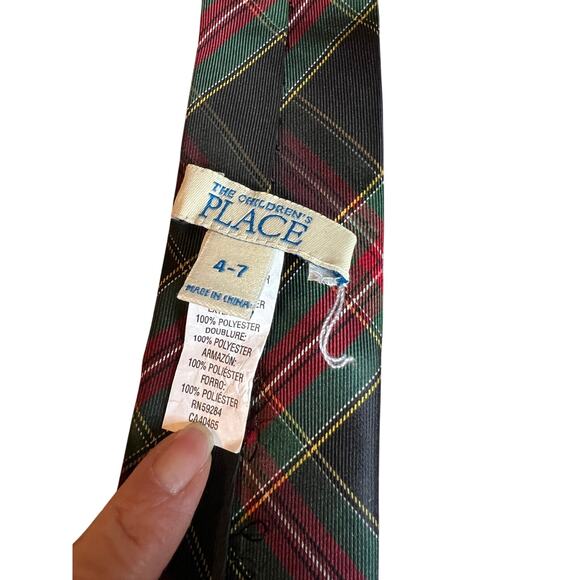 THE CHILDREN'S
PLACE
4-7
MADE IN CHINA
100% POLYESTER
DOUBLURE:
100% POLYESTER
ARMAZÓN:
100% POLIÉSTER
FORRO:
100% POLIÉSTER
RN59284
CA40465